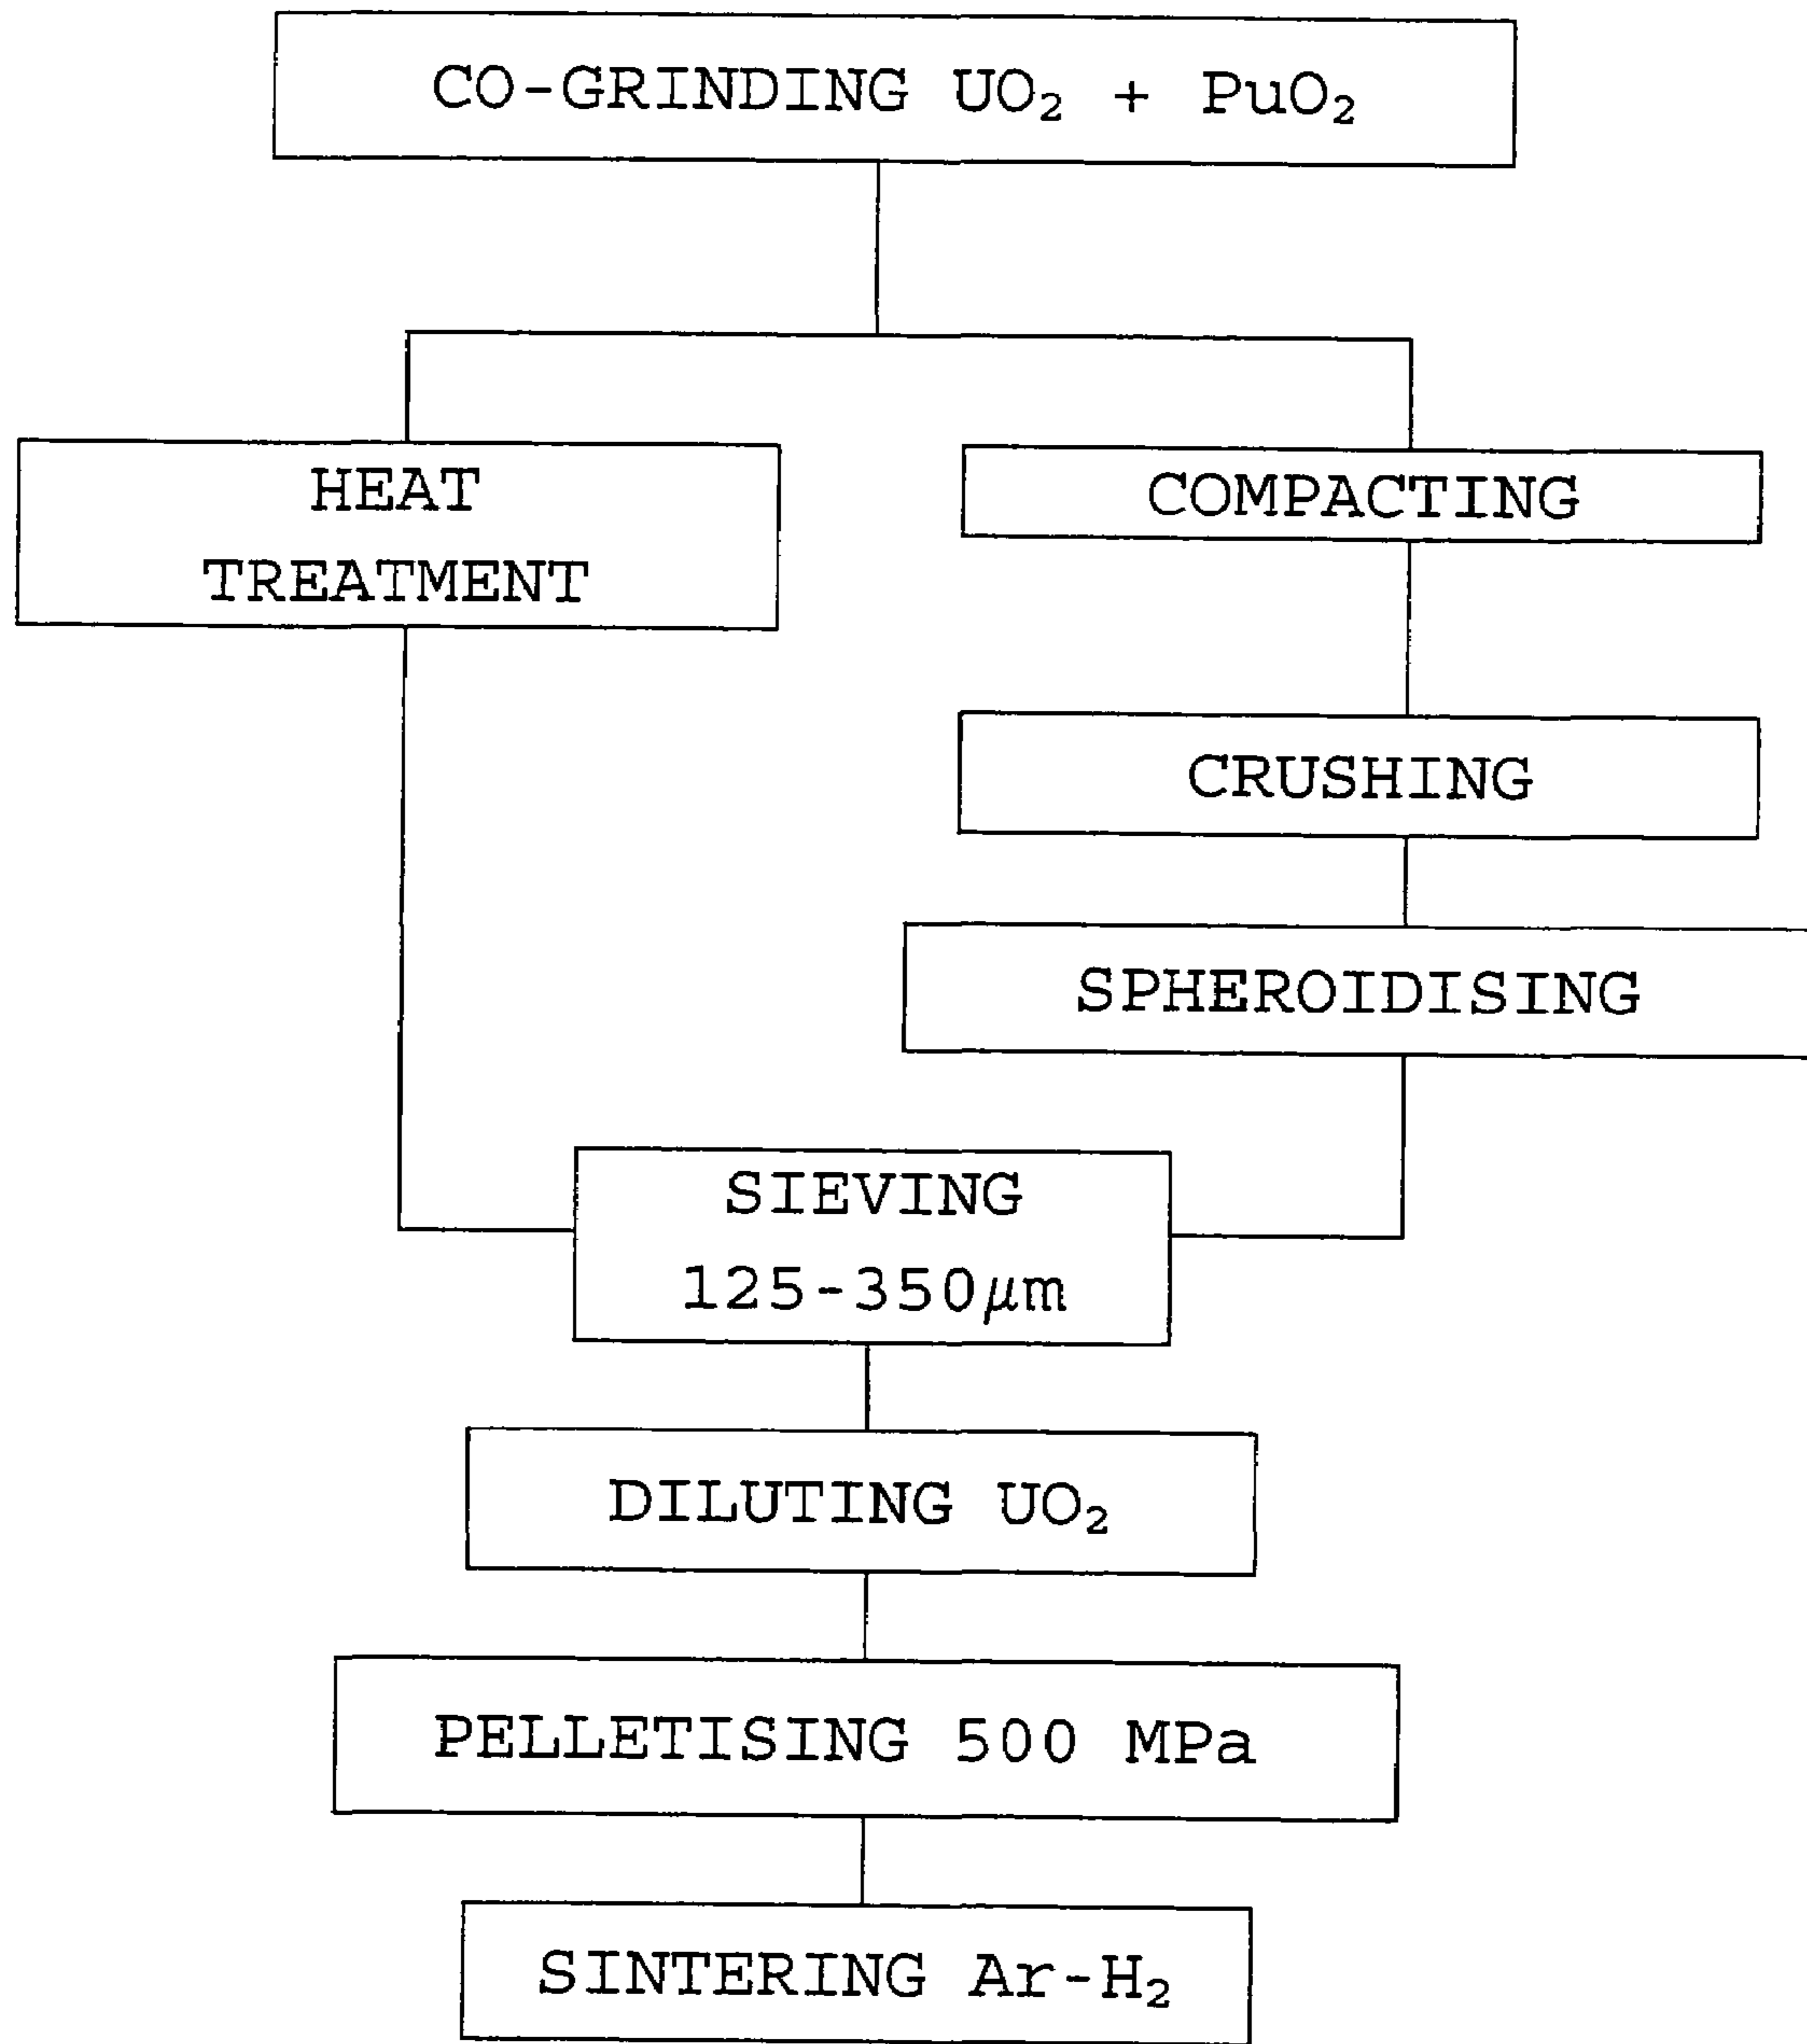 CO-GRINDING UO₂ + PuO₂
HEAT
TREATMENT
COMPACTING
CRUSHING
SPHEROIDISING
SIEVING
125-350μm
DILUTING UO₂
PELLETISING 500 MPa
SINTERING Ar-H₂